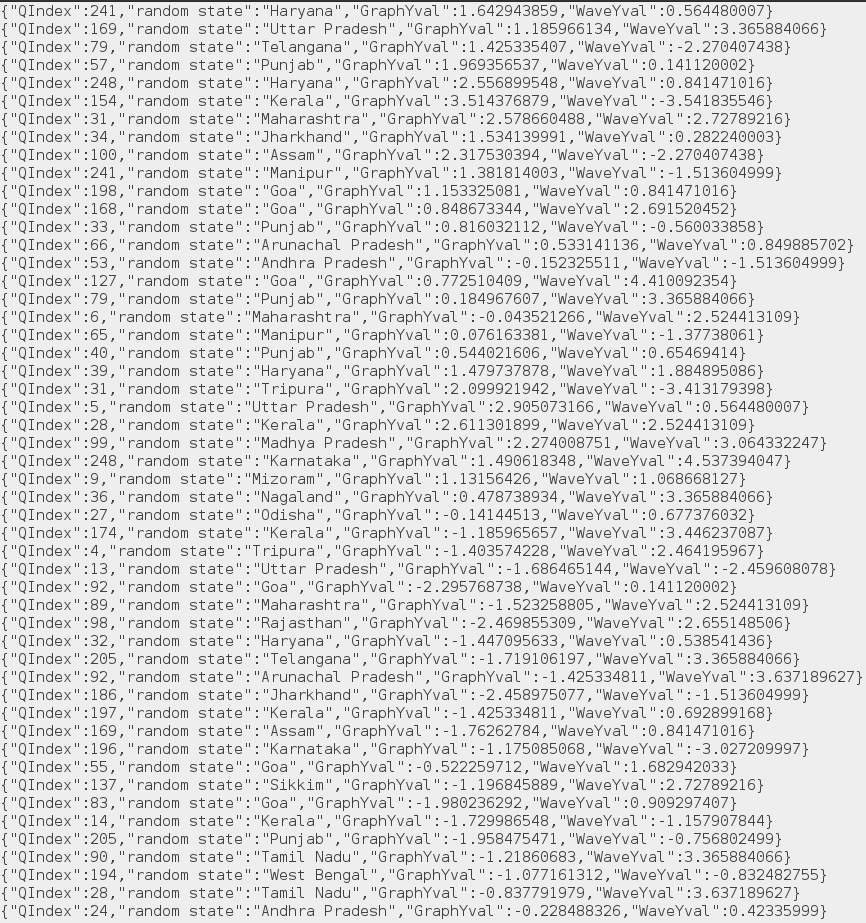 {"QIndex":241,"random state":"Haryana","GraphYval":1.642943859,"WaveYval":0.564480007}
{"QIndex":169,"random state":"Uttar Pradesh","GraphYval":1.185966134,"WaveYval":3.365884066}
{"QIndex":79,"random state":"Telangana","GraphYval":1.425335407,"WaveYval":-2.270407438}
{"QIndex":57,"random state":"Punjab","GraphYval":1.969356537,"WaveYval":0.141120002}
{"QIndex":248,"random state":"Haryana","GraphYval":2.556899548,"WaveYval":0.841471016}
{"QIndex":154,"random state":"Kerala","GraphYval":3.514376879,"WaveYval":-3.541835546}
{"QIndex":31,"random state":"Maharashtra","GraphYval":2.578660488,"WaveYval":2.72789216}
{"QIndex":34,"random state":"Jharkhand","GraphYval":1.534139991,"WaveYval":0.282240003}
{"QIndex":100,"random state":"Assam","GraphYval":2.317530394,"WaveYval":-2.270407438}
{"QIndex":241,"random state":"Manipur","GraphYval":1.381814003,"WaveYval":-1.513604999}
{"QIndex":198,"random state":"Goa","GraphYval":1.153325081,"WaveYval":0.841471016}
{"QIndex":168,"random state":"Goa","GraphYval":0.848673344,"WaveYval":2.691520452}
{"QIndex":33,"random state":"Punjab","GraphYval":0.816032112,"WaveYval":-0.560033858}
{"QIndex":66,"random state":"Arunachal Pradesh","GraphYval":0.533141136,"WaveYval":0.849885702}
{"QIndex":53,"random state":"Andhra Pradesh","GraphYval":-0.152325511,"WaveYval":-1.513604999}
{"QIndex":127,"random state":"Goa","GraphYval":0.772510409,"WaveYval":4.410092354}
{"QIndex":79,"random state":"Punjab","GraphYval":0.184967607,"WaveYval":3.365884066}
{"QIndex":6,"random state":"Maharashtra","GraphYval":-0.043521266,"WaveYval":2.524413109}
{"QIndex":65,"random state":"Manipur","GraphYval":0.076163381,"WaveYval":-1.37738061}
{"QIndex":40,"random state":"Punjab","GraphYval":0.544021606,"WaveYval":0.65469414}
{"QIndex":39,"random state":"Haryana","GraphYval":1.479737878,"WaveYval":1.884895086}
{"QIndex":31,"random state":"Tripura","GraphYval":2.099921942,"WaveYval":-3.413179398}
{"QIndex":5,"random state":"Uttar Pradesh","GraphYval":2.905073166,"WaveYval":0.564480007}
{"QIndex":28,"random state":"Kerala","GraphYval":2.611301899,"WaveYval":2.524413109}
{"QIndex":99,"random state":"Madhya Pradesh","GraphYval":2.274008751,"WaveYval":3.064332247}
{"QIndex":248,"random state":"Karnataka","GraphYval":1.490618348,"WaveYval":4.537394047}
{"QIndex":9,"random state":"Mizoram","GraphYval":1.13156426,"WaveYval":1.068668127}
{"QIndex":36,"random state":"Nagaland","GraphYval":0.478738934,"WaveYval":3.365884066}
{"QIndex":27,"random state":"Odisha","GraphYval":-0.14144513,"WaveYval":0.677376032}
{"QIndex":174,"random state":"Kerala","GraphYval":-1.185965657,"WaveYval":3.446237087}
{"QIndex":4,"random state":"Tripura","GraphYval":-1.403574228,"WaveYval":2.464195967}
{"QIndex":13,"random state":"Uttar Pradesh","GraphYval":-1.686465144,"WaveYval":-2.459608078}
{"QIndex":92,"random state":"Goa","GraphYval":-2.295768738,"WaveYval":0.141120002}
{"QIndex":89,"random state":"Maharashtra","GraphYval":-1.523258805,"WaveYval":2.524413109}
{"QIndex":98,"random state":"Rajasthan","GraphYval":-2.469855309,"WaveYval":2.655148506}
{"QIndex":32,"random state":"Haryana","GraphYval":-1.447095633,"WaveYval":0.538541436}
{"QIndex":205,"random state":"Telangana","GraphYval":-1.719106197,"WaveYval":3.365884066}
{"QIndex":92,"random state":"Arunachal Pradesh","GraphYval":-1.425334811,"WaveYval":3.637189627}
{"QIndex":186,"random state":"Jharkhand","GraphYval":-2.458975077,"WaveYval":-1.513604999}
{"QIndex":197,"random state":"Kerala","GraphYval":-1.425334811,"WaveYval":0.692899168}
{"QIndex":169,"random state":"Assam","GraphYval":-1.76262784,"WaveYval":0.841471016}
{"QIndex":196,"random state":"Karnataka","GraphYval":-1.175085068,"WaveYval":-3.027209997}
{"QIndex":55,"random state":"Goa","GraphYval":-0.522259712,"WaveYval":1.682942033}
{"QIndex":137,"random state":"Sikkim","GraphYval":-1.196845889,"WaveYval":2.72789216}
{"QIndex":83,"random state":"Goa","GraphYval":-1.980236292,"WaveYval":0.909297407}
{"QIndex":14,"random state":"Kerala","GraphYval":-1.729986548,"WaveYval":-1.157907844}
{"QIndex":205,"random state":"Punjab","GraphYval":-1.958475471,"WaveYval":-0.756802499}
{"QIndex":90,"random state":"Tamil Nadu","GraphYval":-1.21860683,"WaveYval":3.365884066}
{"QIndex":194,"random state":"West Bengal","GraphYval":-1.077161312,"WaveYval":-0.832482755}
{"QIndex":28,"random state":"Tamil Nadu","GraphYval":-0.837791979,"WaveYval":3.637189627}
{"QIndex":24,"random state":"Andhra Pradesh","GraphYval":-0.228488326,"WaveYval":0.42335999}